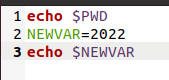 1 echo $PWD
2 NEWVAR=2022
3 echo $NEWVAR